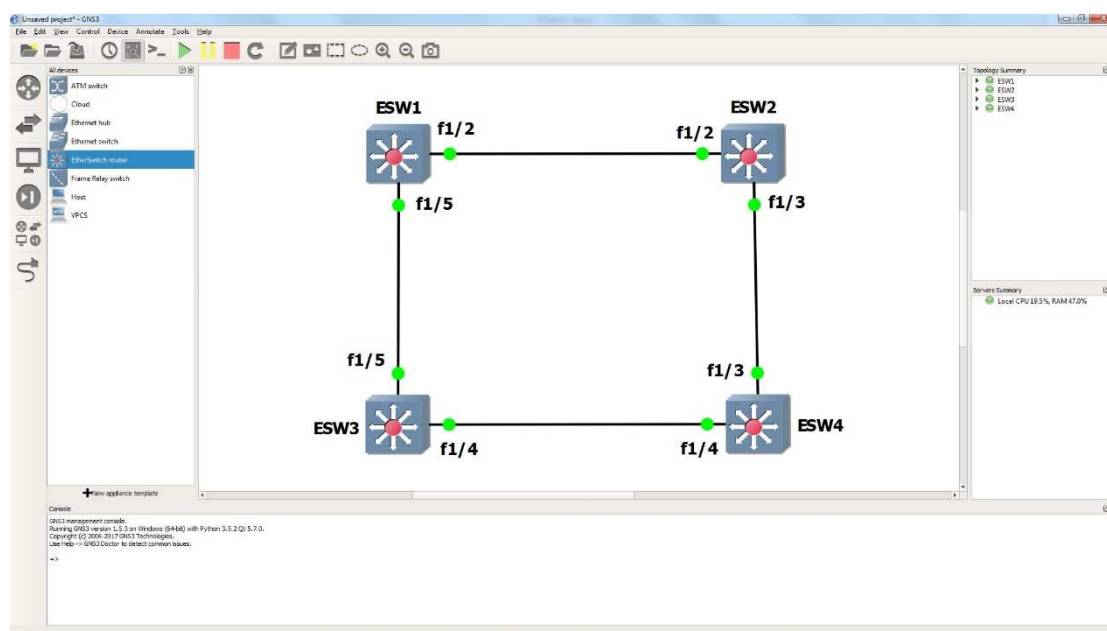 Unsaved project* - GNS3
File Edit View Control Device Annotate Tools Help
All devices
ATM switch
Cloud
Ethernet hub
Ethernet switch
EtherSwitch router
Frame Relay switch
Host
VPCS
New appliance template
ESW1
ESW2
f1/2
f1/2
f1/5
f1/3
f1/5
f1/3
ESW3
ESW4
f1/4
f1/4
Topology Summary
ESW1
ESW2
ESW3
ESW4
Servers Summary
Local CPU 19.5%, RAM 47.0%
Console
GNS3 management console.
Running GNS3 version 1.5.3 on Windows (64-bit) with Python 3.5.2 Qt 5.7.0.
Copyright (c) 2006-2017 GNS3 Technologies.
Use Help -> GNS3 Doctor to detect common issues.
=>